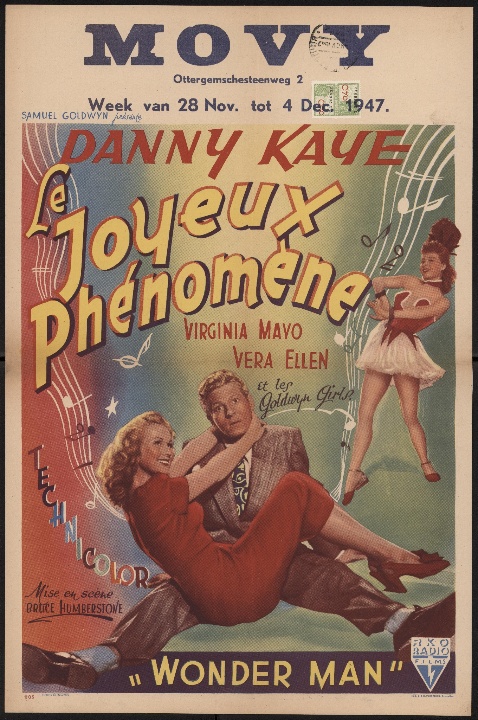 MOVY
Ottergemschesteenweg 2
Week van 28 Nov. tot 4 Dec. 1947.
SAMUEL GOLDWYN présente
DANNY KAYE
Le
Joyeux
Phénomène
VIRGINIA MAYO
VERA ELLEN
et les
Goldwyn Girls
TECHNICOLOR
Mise en scène
BRUCE HUMBERSTONE
„WONDER MAN"
RKO
RADIO
FILMS